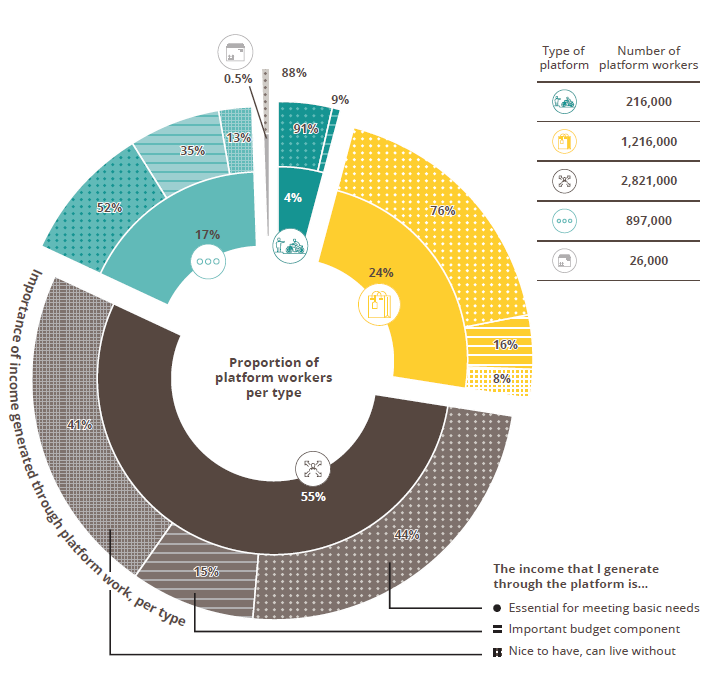 0.5%
88%
9%
91%
4%
13%
35%
52%
17%
76%
24%
16%
8%
Proportion of
platform workers
per type
55%
44%
15%
41%
Importance of income generated through platform work, per type
Type of
platform
Number of
platform workers
216,000
1,216,000
2,821,000
897,000
26,000
The income that I generate
through the platform is...
Essential for meeting basic needs
Important budget component
Nice to have, can live without